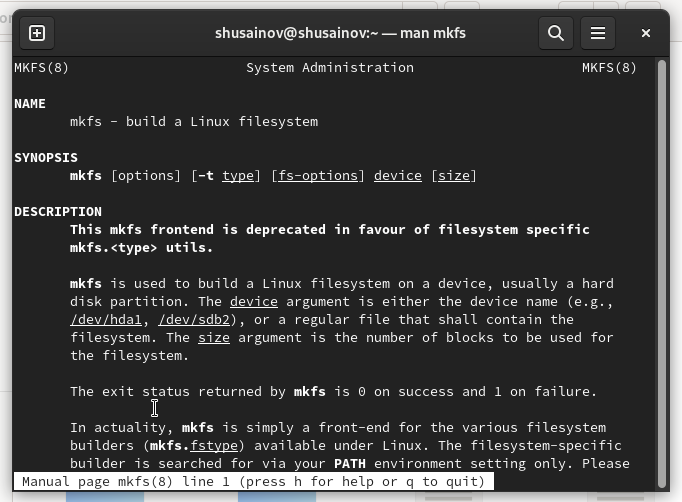 shusainov@shusainov:~ — man mkfs
MKFS(8) System Administration MKFS(8)
NAME
mkfs - build a Linux filesystem
SYNOPSIS
mkfs [options] [-t type] [fs-options] device [size]
DESCRIPTION
This mkfs frontend is deprecated in favour of filesystem specific
mkfs.<type> utils.
mkfs is used to build a Linux filesystem on a device, usually a hard
disk partition. The device argument is either the device name (e.g.,
/dev/hda1, /dev/sdb2), or a regular file that shall contain the
filesystem. The size argument is the number of blocks to be used for
the filesystem.
The exit status returned by mkfs is 0 on success and 1 on failure.
In actuality, mkfs is simply a front-end for the various filesystem
builders (mkfs.fstype) available under Linux. The filesystem-specific
builder is searched for via your PATH environment setting only. Please
Manual page mkfs(8) line 1 (press h for help or q to quit)